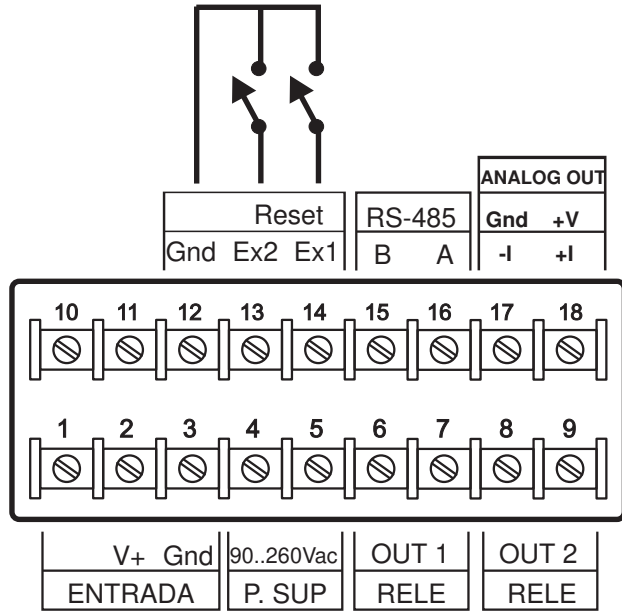 ANALOG OUT
Reset RS-485 Gnd +V
Gnd Ex2 Ex1 B A -I +I
10 11 12 13 14 15 16 17 18
1 2 3 4 5 6 7 8 9
V+ Gnd 90..260Vac OUT 1 OUT 2
ENTRADA P. SUP RELE RELE